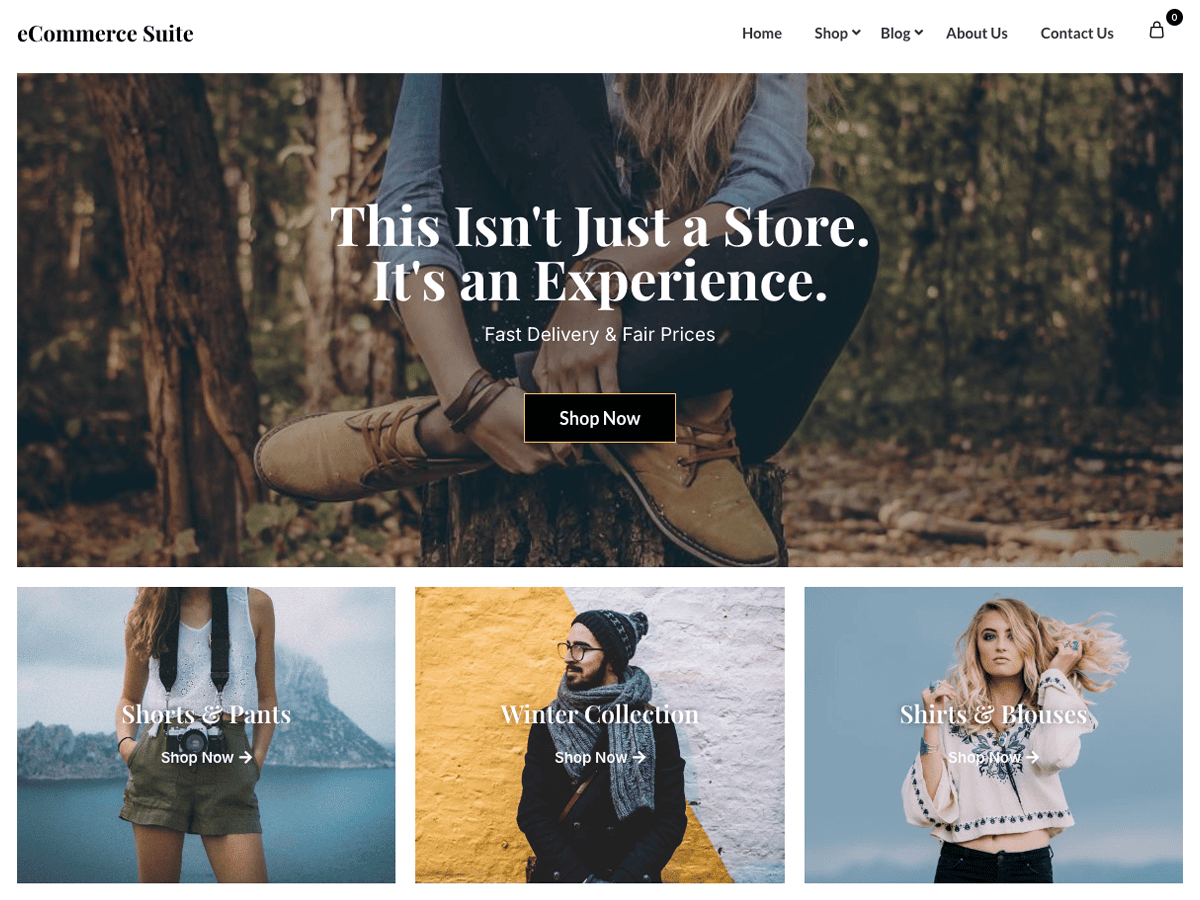 eCommerce Suite
Home Shop Blog About Us Contact Us 0
This Isn't Just a Store.
It's an Experience.
Fast Delivery & Fair Prices
Shop Now
Shorts & Pants
Shop Now
Winter Collection
Shop Now
Shirts & Blouses
Shop Now